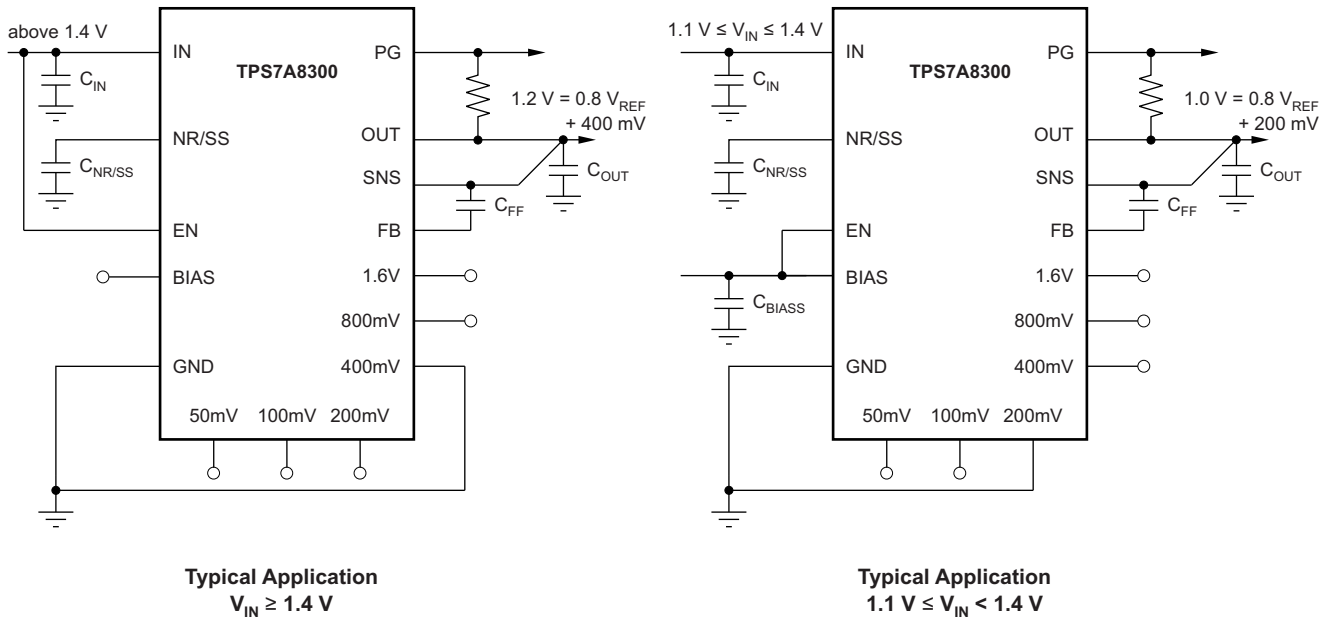 above 1.4 V
IN
PG
TPS7A8300
C_IN
1.2 V = 0.8 V_REF
+ 400 mV
NR/SS
OUT
C_NR/SS
SNS
C_OUT
C_FF
EN
FB
BIAS
1.6V
800mV
GND
400mV
50mV
100mV
200mV
Typical Application
V_IN ≥ 1.4 V
1.1 V ≤ V_IN ≤ 1.4 V
IN
PG
TPS7A8300
C_IN
1.0 V = 0.8 V_REF
+ 200 mV
NR/SS
OUT
C_NR/SS
SNS
C_OUT
C_FF
EN
FB
BIAS
1.6V
C_BIASS
800mV
GND
400mV
50mV
100mV
200mV
Typical Application
1.1 V ≤ V_IN < 1.4 V